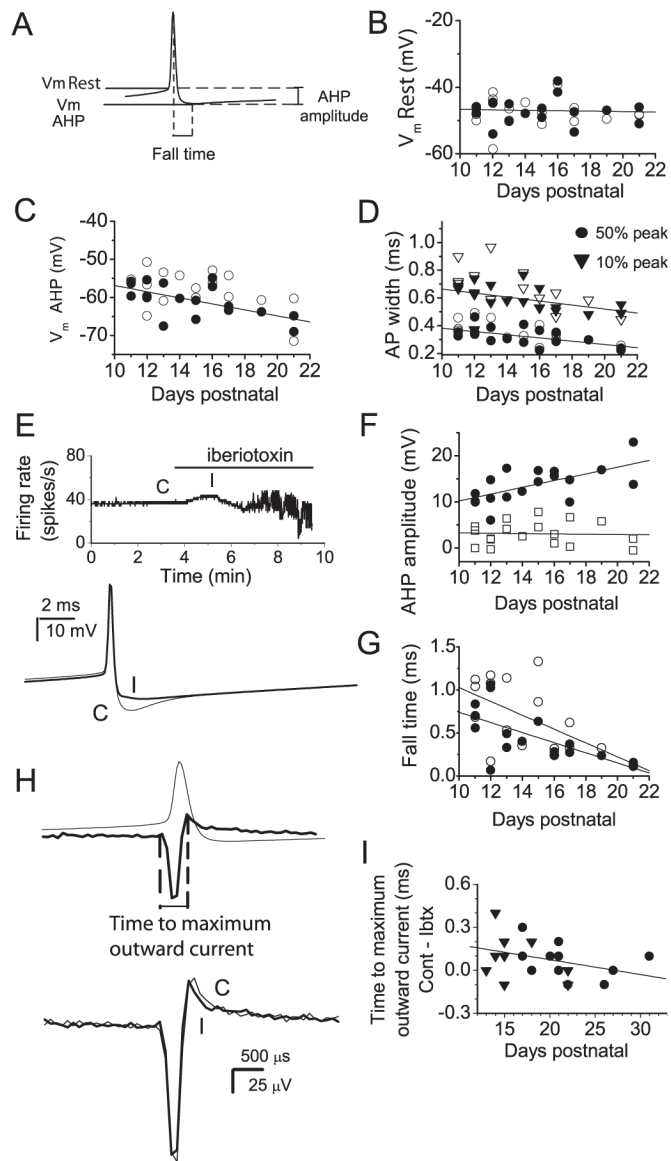 A
Vm Rest
Vm
AHP
AHP
amplitude
Fall time
B
Vm Rest (mV)
-20
-40
-60
10 12 14 16 18 20 22
Days postnatal
C
Vm AHP (mV)
-40
-50
-60
-70
10 12 14 16 18 20 22
Days postnatal
D
50% peak
10% peak
AP width (ms)
1.0
0.8
0.6
0.4
0.2
10 12 14 16 18 20 22
Days postnatal
E
iberiotoxin
C
I
Firing rate
(spikes/s)
80
40
0
0 2 4 6 8 10
Time (min)
2 ms
10 mV
I
C
F
AHP amplitude (mV)
20
10
0
10 12 14 16 18 20 22
Days postnatal
G
Fall time (ms)
1.5
1.0
0.5
0.0
10 12 14 16 18 20 22
Days postnatal
H
Time to maximum
outward current
C
I
500 µs
25 µV
I
Time to maximum
outward current (ms)
Cont - Ibtx
0.6
0.3
0.0
-0.3
15 20 25 30
Days postnatal